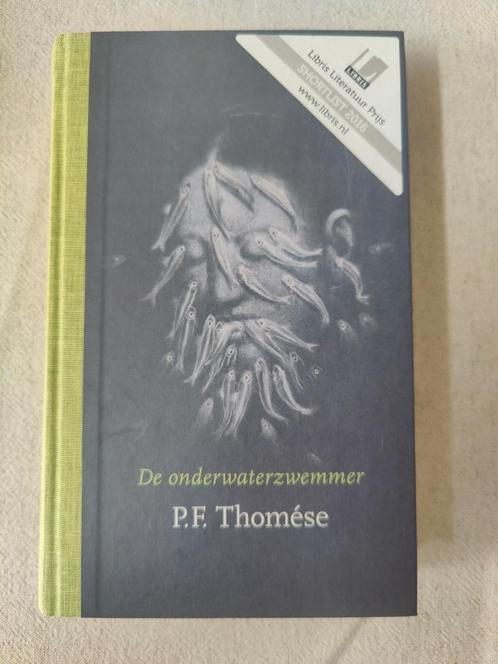 LIBRIS
Libris Literatuur Prijs
SHORTLIST 2016
www.libris.nl
De onderwaterzwemmer
P.F. Thomése